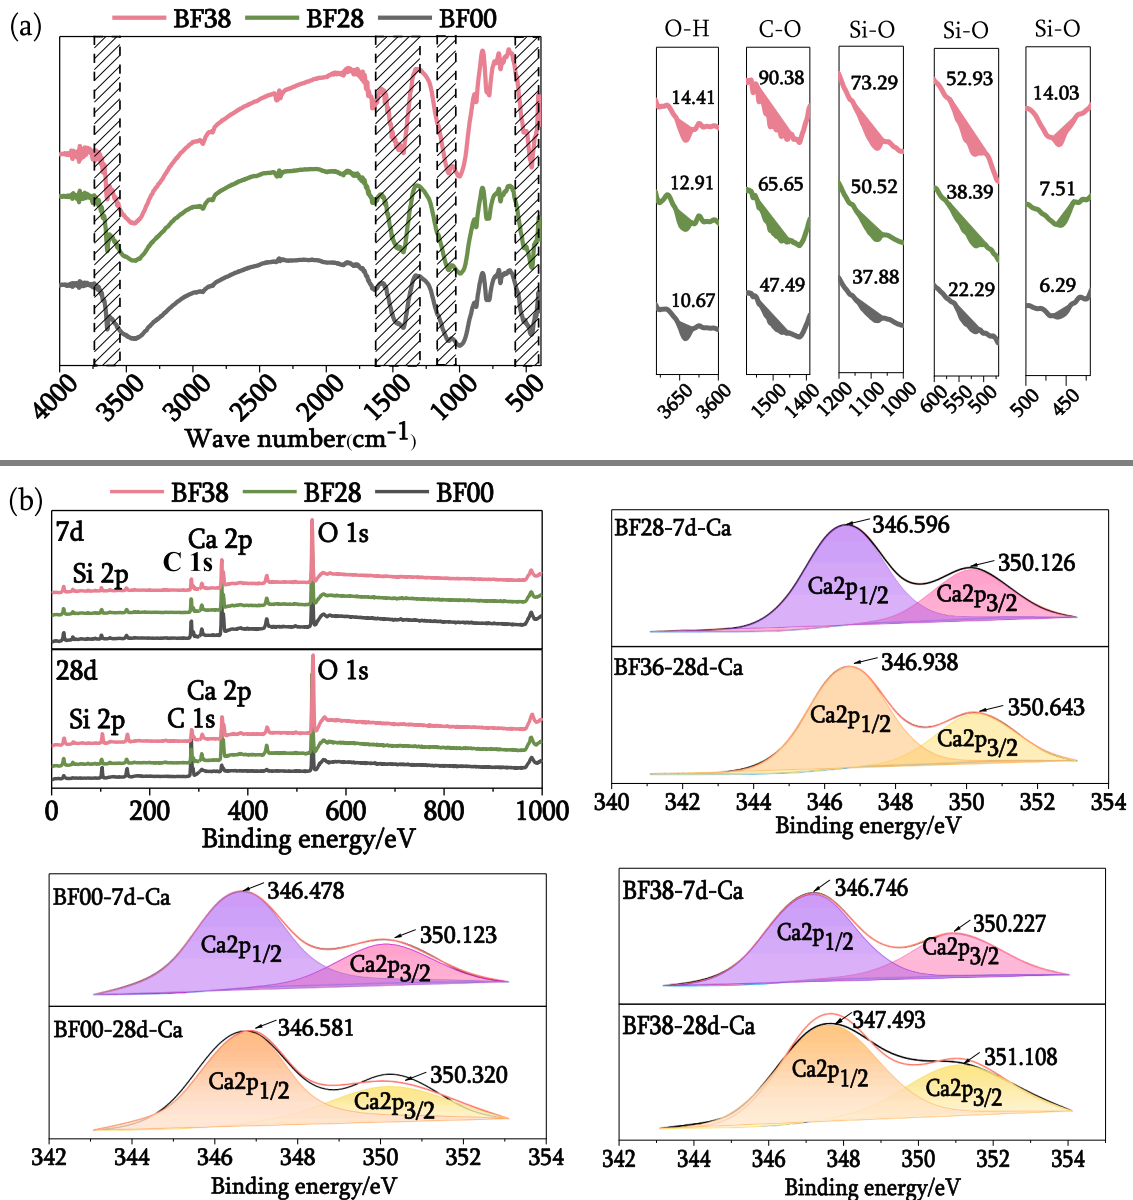 (a)
BF38 BF28 BF00
4000 3500 3000 2500 2000 1500 1000 500
Wave number(cm-1)
O-H C-O Si-O Si-O Si-O
14.41 90.38 73.29 52.93 14.03
12.91 65.65 50.52 38.39 7.51
10.67 47.49 37.88 22.29 6.29
3650 3600 1500 1400 1200 1100 1000 600 550 500 500 450
(b)
BF38 BF28 BF00
7d
Si 2p C 1s Ca 2p O 1s
28d
Si 2p C 1s Ca 2p O 1s
0 200 400 600 800 1000
Binding energy/eV
BF28-7d-Ca
346.596
350.126
Ca2p1/2 Ca2p3/2
BF36-28d-Ca
346.938
350.643
Ca2p1/2 Ca2p3/2
340 342 344 346 348 350 352 354
Binding energy/eV
BF00-7d-Ca
346.478
350.123
Ca2p1/2 Ca2p3/2
BF00-28d-Ca
346.581
350.320
Ca2p1/2 Ca2p3/2
342 344 346 348 350 352 354
Binding energy/eV
BF38-7d-Ca
346.746
350.227
Ca2p1/2 Ca2p3/2
BF38-28d-Ca
347.493
351.108
Ca2p1/2 Ca2p3/2
342 344 346 348 350 352 354
Binding energy/eV